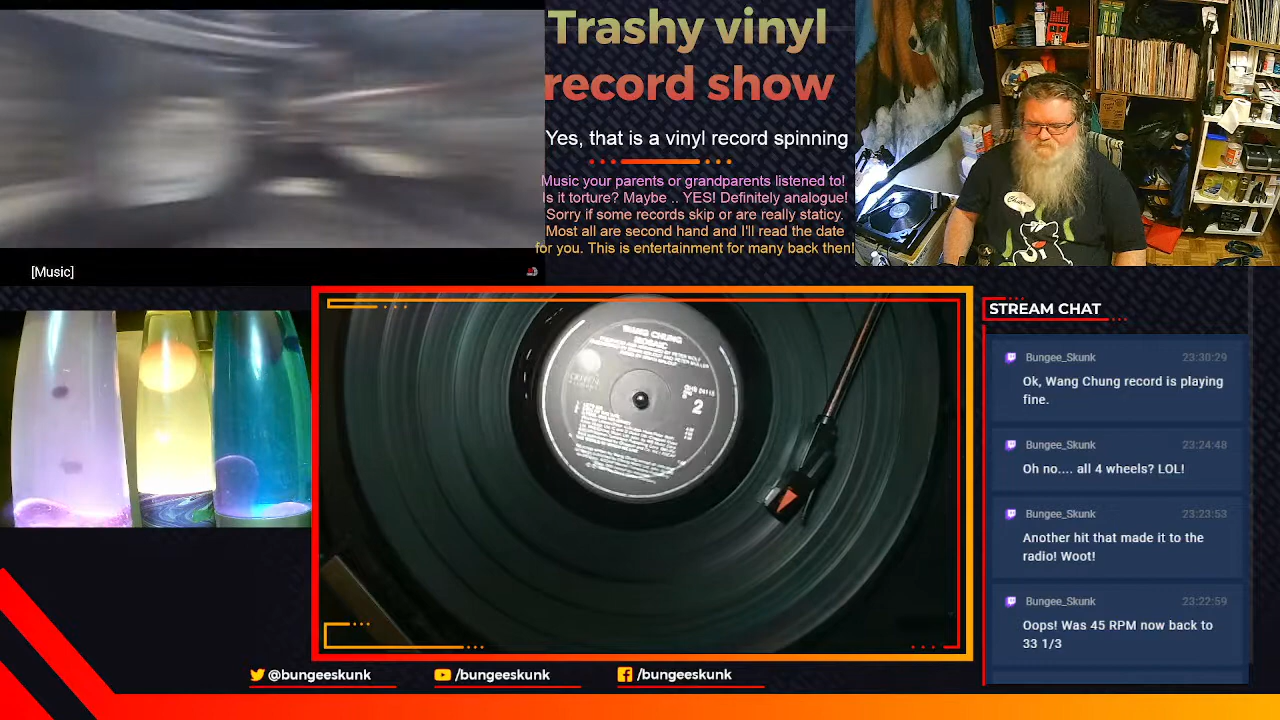 Trashy vinyl
record show
Yes, that is a vinyl record spinning
Music your parents or grandparents listened to!
Is it torture? Maybe .. YES! Definitely analogue!
Sorry if some records skip or are really staticy.
Most all are second hand and I'll read the date
for you. This is entertainment for many back then!
[Music]
WANG CHUNG
MOSAIC
2
STREAM CHAT
Bungee_Skunk 23:30:29
Ok, Wang Chung record is playing
fine.
Bungee_Skunk 23:24:48
Oh no.... all 4 wheels? LOL!
Bungee_Skunk 23:23:53
Another hit that made it to the
radio! Woot!
Bungee_Skunk 23:22:59
Oops! Was 45 RPM now back to
33 1/3
@bungeeskunk
/bungeeskunk
/bungeeskunk